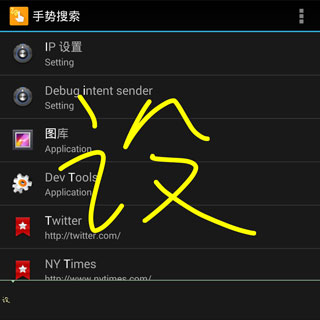 手势搜索
IP 设置
Setting
Debug intent sender
Setting
图库
Application
Dev Tools
Application
设
Twitter
http://twitter.com/
NY Times
http://www.nytimes.com/
设